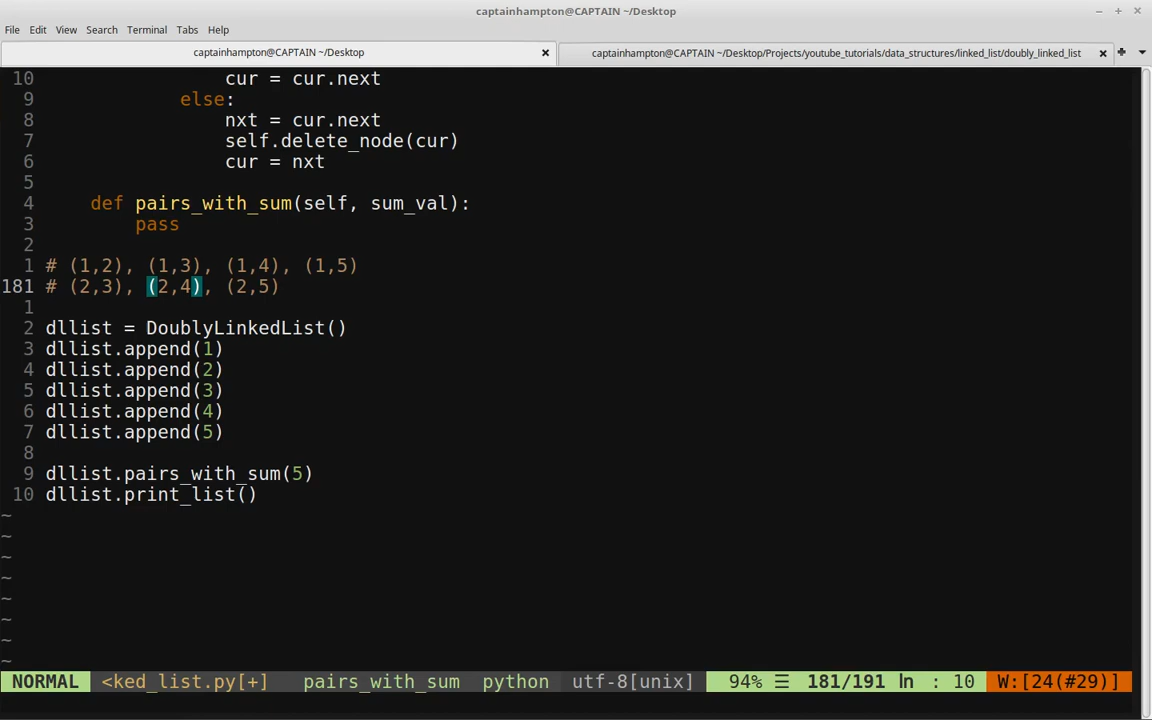 captainhampton@CAPTAIN ~/Desktop
File Edit View Search Terminal Tabs Help
captainhampton@CAPTAIN ~/Desktop captainhampton@CAPTAIN ~/Desktop/Projects/youtube_tutorials/data_structures/linked_list/doubly_linked_list
10 cur = cur.next
9 else:
8 nxt = cur.next
7 self.delete_node(cur)
6 cur = nxt
5
4 def pairs_with_sum(self, sum_val):
3 pass
2
1 # (1,2), (1,3), (1,4), (1,5)
181 # (2,3), (2,4), (2,5)
1
2 dllist = DoublyLinkedList()
3 dllist.append(1)
4 dllist.append(2)
5 dllist.append(3)
6 dllist.append(4)
7 dllist.append(5)
8
9 dllist.pairs_with_sum(5)
10 dllist.print_list()
~
~
~
~
~
~
~
~
NORMAL <ked_list.py[+] pairs_with_sum python utf-8[unix] 94% ☰ 181/191 ln : 10 W:[24(#29)]